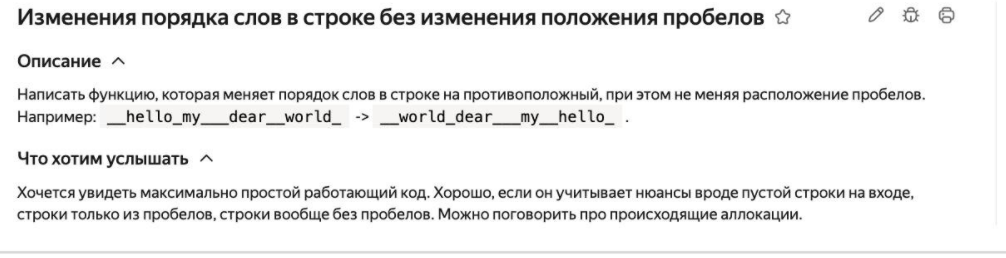 Изменения порядка слов в строке без изменения положения пробелов
Описание
Написать функцию, которая меняет порядок слов в строке на противоположный, при этом не меняя расположение пробелов.
Например: __hello_my___dear__world_ -> __world_dear___my__hello_ .
Что хотим услышать
Хочется увидеть максимально простой работающий код. Хорошо, если он учитывает нюансы вроде пустой строки на входе,
строки только из пробелов, строки вообще без пробелов. Можно поговорить про происходящие аллокации.